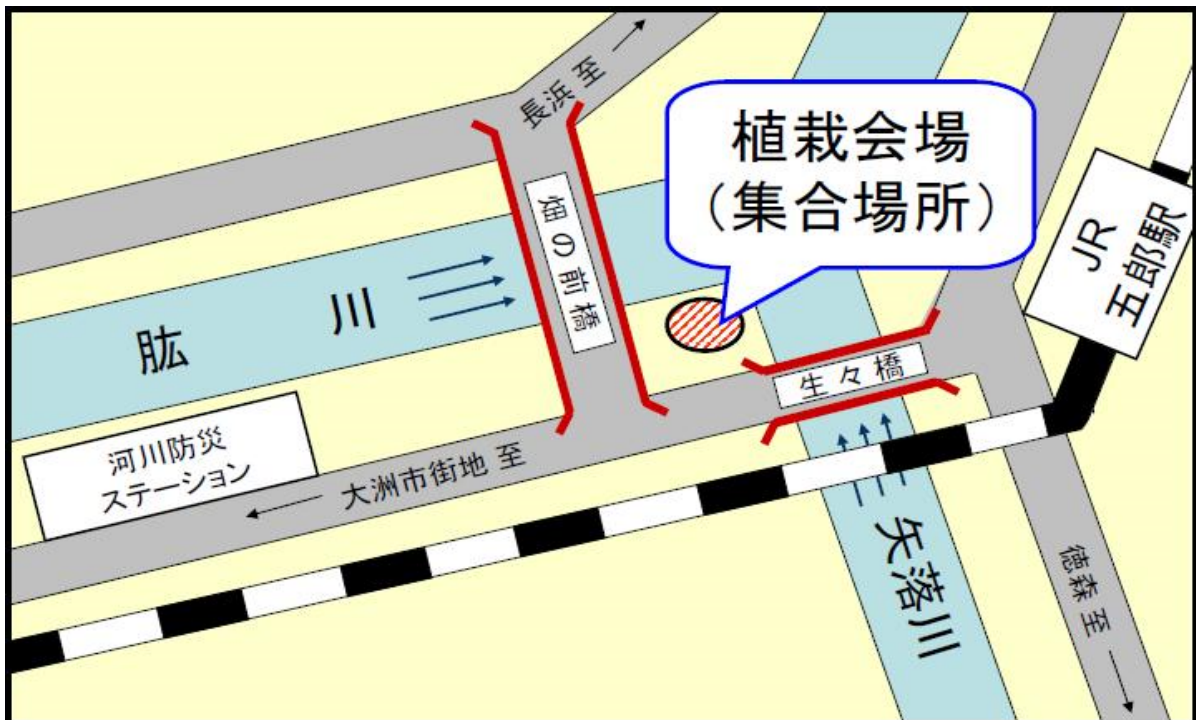 長浜 至
植栽会場
（集合場所）
畑の前橋
JR
五郎駅
肱川
生々橋
河川防災
ステーション
大洲市街地 至
矢落川
徳森 至